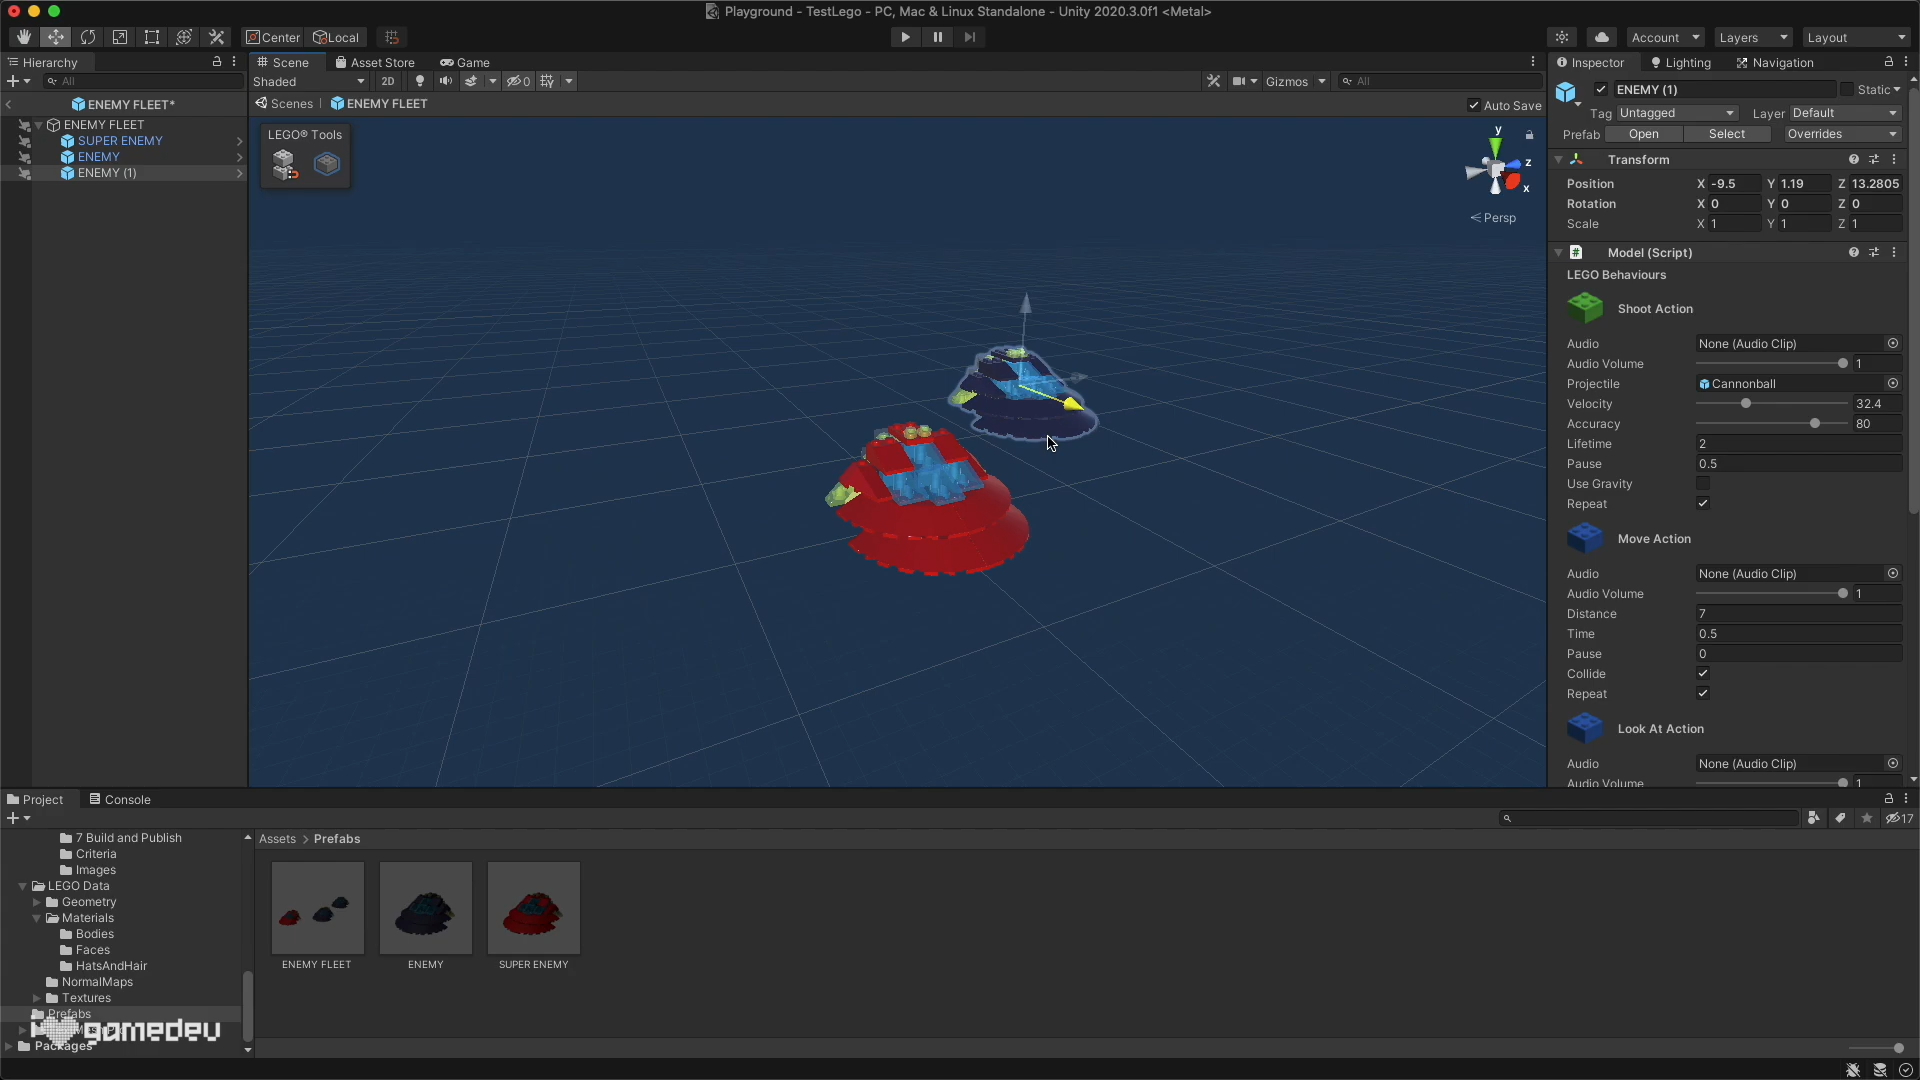 Playground - TestLego - PC, Mac & Linux Standalone - Unity 2020.3.0f1 <Metal>
Center Local Account Layers Layout
Hierarchy Scene Asset Store Game Inspector Lighting Navigation
All Shaded 2D 0 Gizmos All ENEMY (1) Static
ENEMY FLEET* Scenes ENEMY FLEET Auto Save
Tag Untagged Layer Default
Prefab Open Select Overrides
ENEMY FLEET
SUPER ENEMY
ENEMY
ENEMY (1)
LEGO® Tools
y
z
x
Persp
Transform
Position X -9.5 Y 1.19 Z 13.2805
Rotation X 0 Y 0 Z 0
Scale X 1 Y 1 Z 1
# Model (Script)
LEGO Behaviours
Shoot Action
Audio None (Audio Clip)
Audio Volume 1
Projectile Cannonball
Velocity 32.4
Accuracy 80
Lifetime 2
Pause 0.5
Use Gravity
Repeat
Move Action
Audio None (Audio Clip)
Audio Volume 1
Distance 7
Time 0.5
Pause 0
Collide
Repeat
Look At Action
Audio None (Audio Clip)
Audio Volume 1
Project Console
17
7 Build and Publish
Criteria
Images
LEGO Data
Geometry
Materials
Bodies
Faces
HatsAndHair
NormalMaps
Textures
Prefabs
Packages
i gamedev
Assets > Prefabs
ENEMY FLEET ENEMY SUPER ENEMY